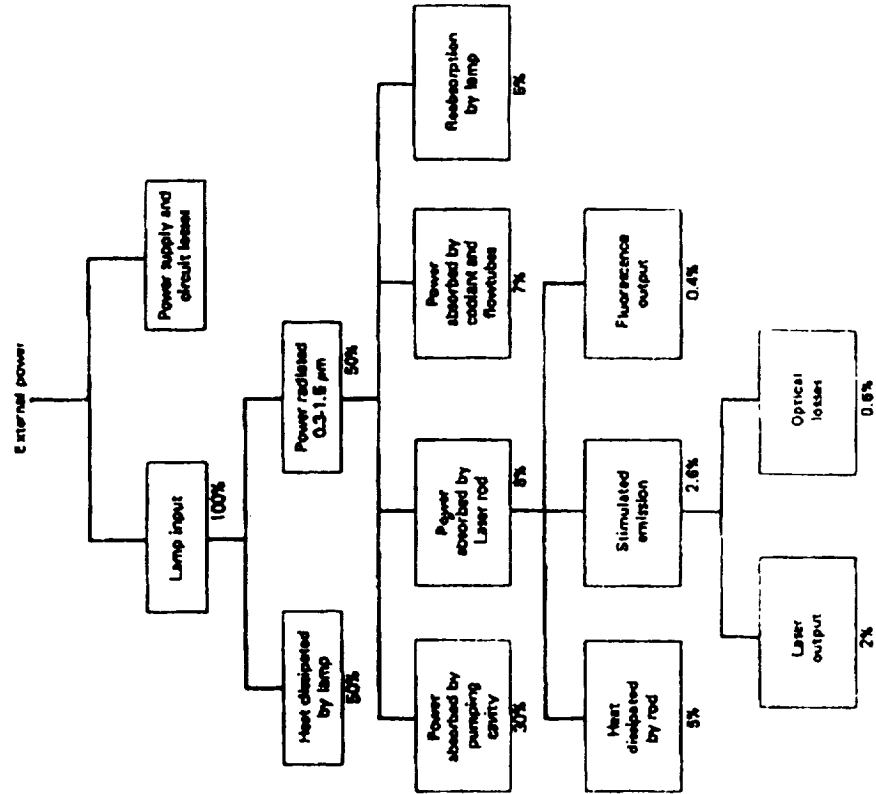 External power
Lamp input
100%
Power supply and
circuit losses
Heat dissipated
by lamp
50%
Power radiated
0.3-1.5 µm
50%
Power
absorbed by
pumping
cavity
30%
Power
absorbed by
Laser rod
8%
Power
absorbed by
coolant and
flowtubes
7%
Reabsorption
by lamp
5%
Heat
dissipated
by rod
5%
Stimulated
emission
2.6%
Fluorescence
output
0.4%
Laser
output
2%
Optical
losses
0.6%